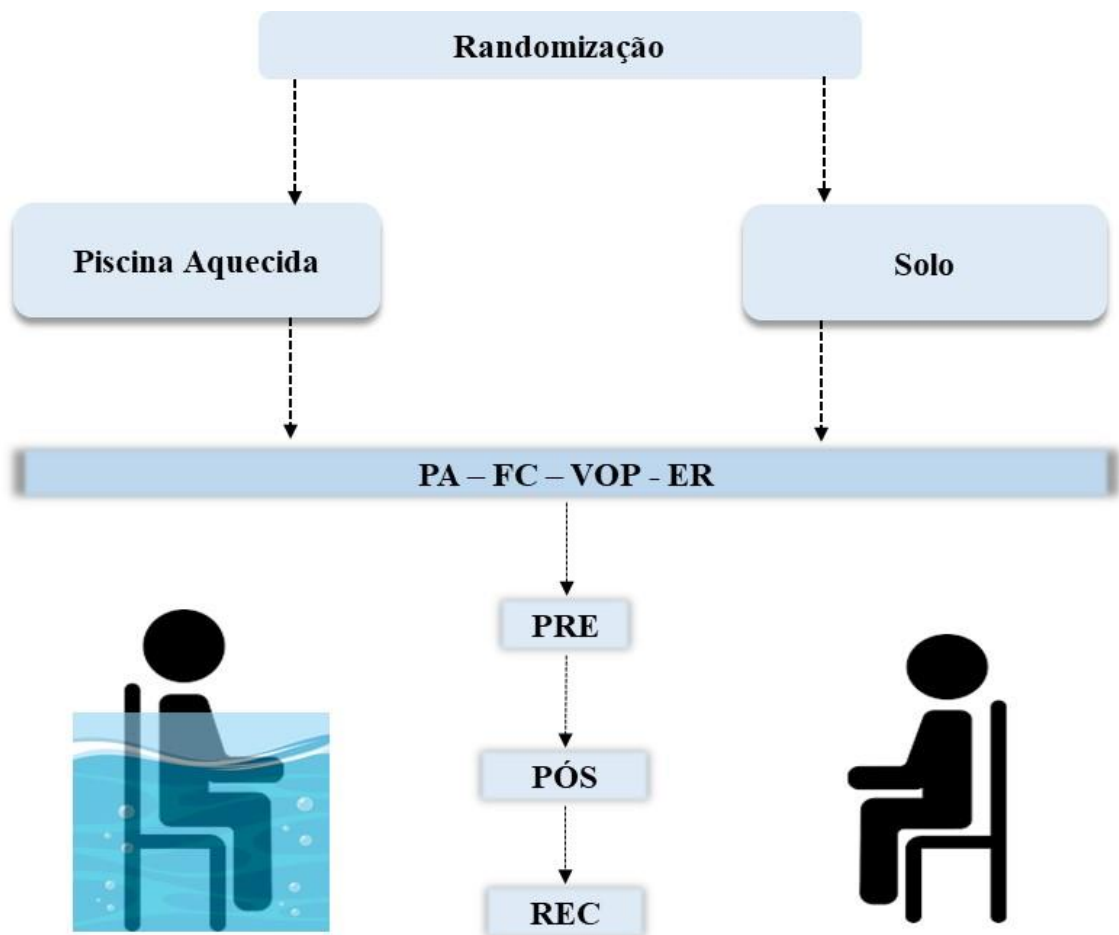 Randomização
Piscina Aquecida
Solo
PA – FC – VOP - ER
PRE
PÓS
REC